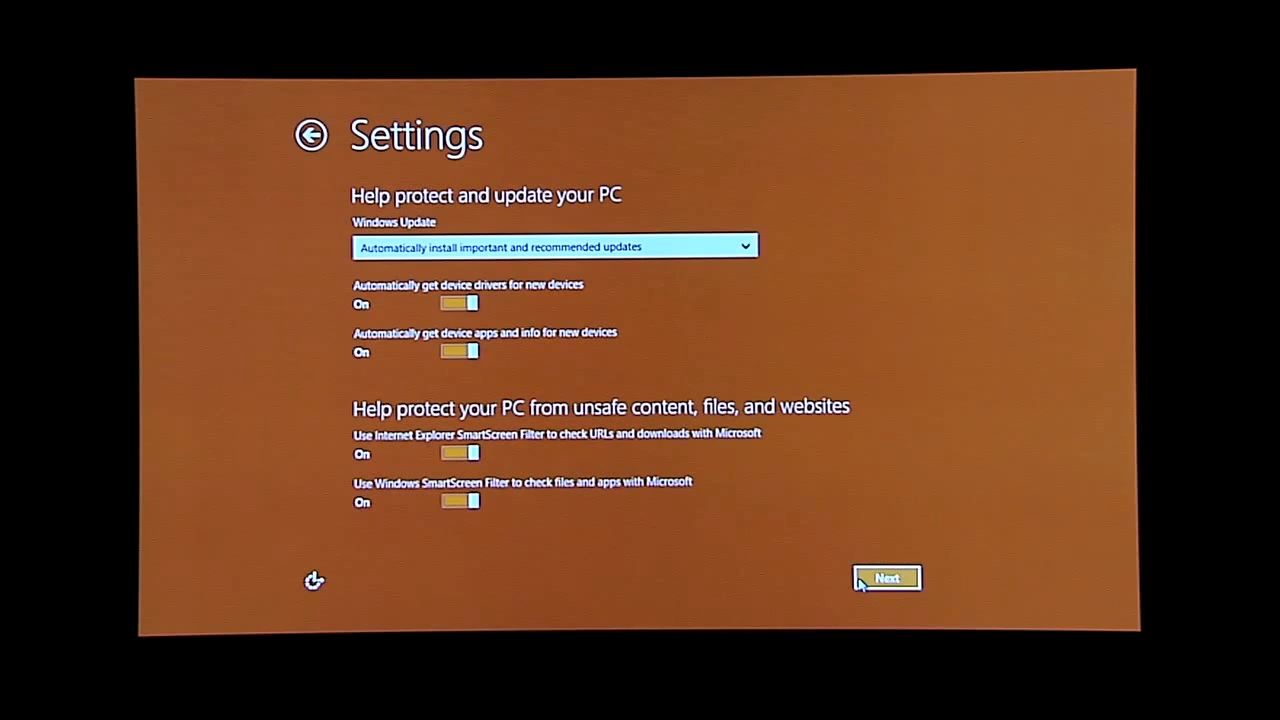 Settings
Help protect and update your PC
Windows Update
Automatically install important and recommended updates
Automatically get device drivers for new devices
On
Automatically get device apps and info for new devices
On
Help protect your PC from unsafe content, files, and websites
Use Internet Explorer SmartScreen Filter to check URLs and downloads with Microsoft
On
Use Windows SmartScreen Filter to check files and apps with Microsoft
On
Next